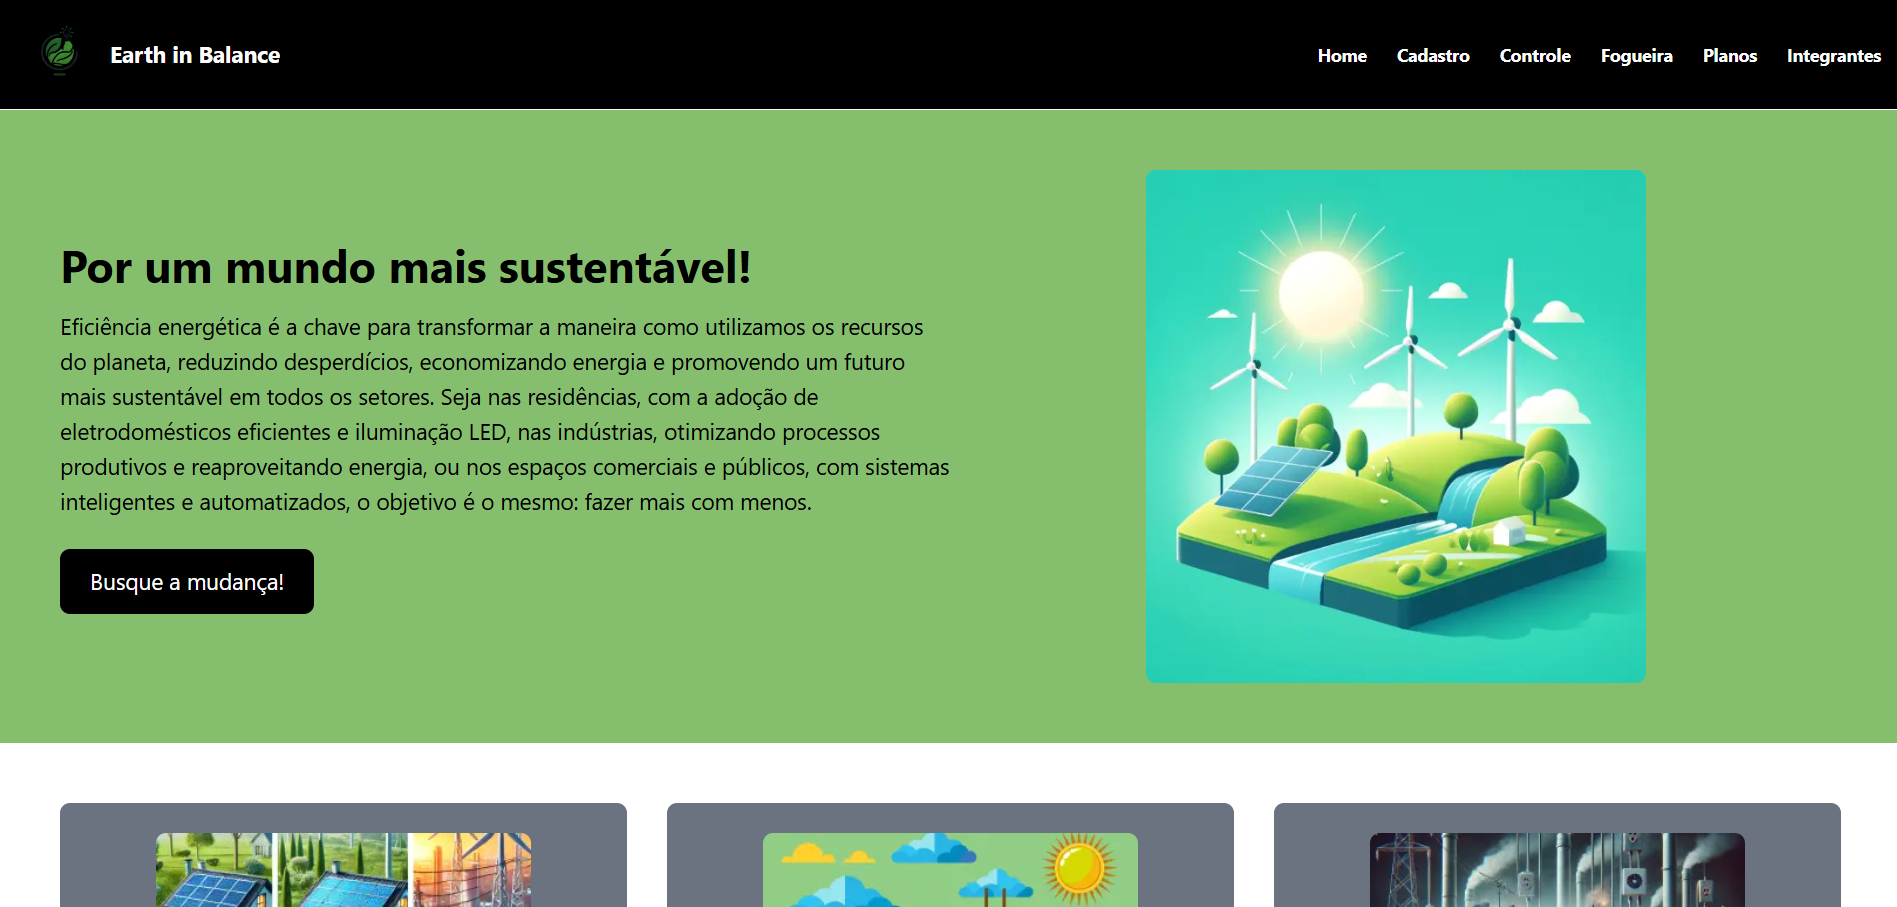 Earth in Balance
Home Cadastro Controle Fogueira Planos Integrantes
Por um mundo mais sustentável!
Eficiência energética é a chave para transformar a maneira como utilizamos os recursos
do planeta, reduzindo desperdícios, economizando energia e promovendo um futuro
mais sustentável em todos os setores. Seja nas residências, com a adoção de
eletrodomésticos eficientes e iluminação LED, nas indústrias, otimizando processos
produtivos e reaproveitando energia, ou nos espaços comerciais e públicos, com sistemas
inteligentes e automatizados, o objetivo é o mesmo: fazer mais com menos.
Busque a mudança!